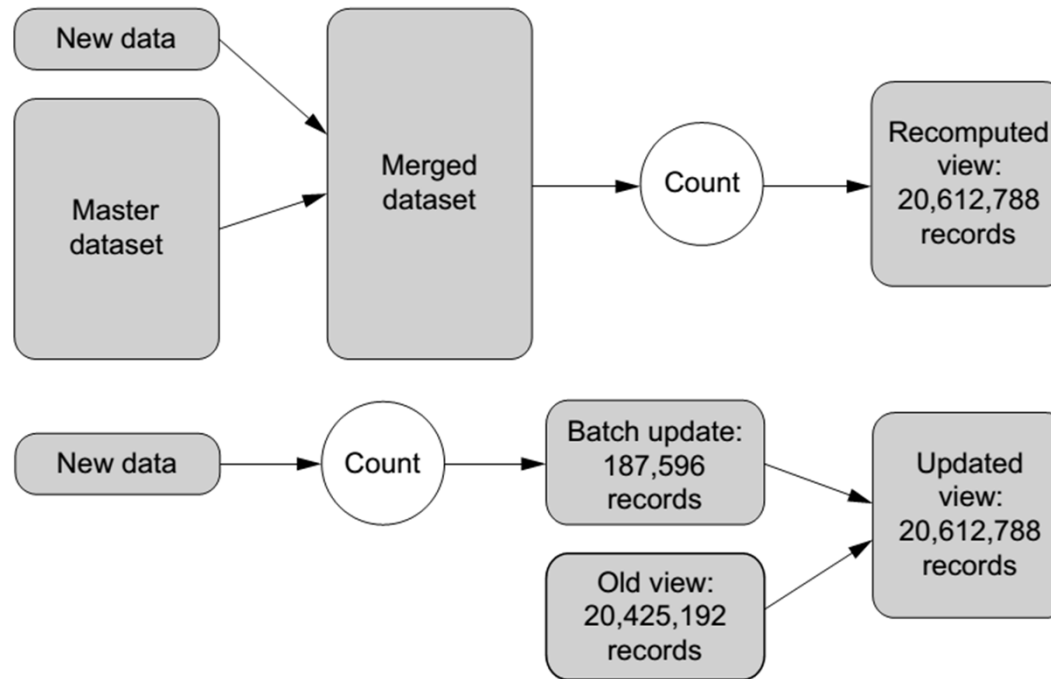 New data
Master
dataset
Merged
dataset
Count
Recomputed
view:
20,612,788
records
New data
Count
Batch update:
187,596
records
Old view:
20,425,192
records
Updated
view:
20,612,788
records